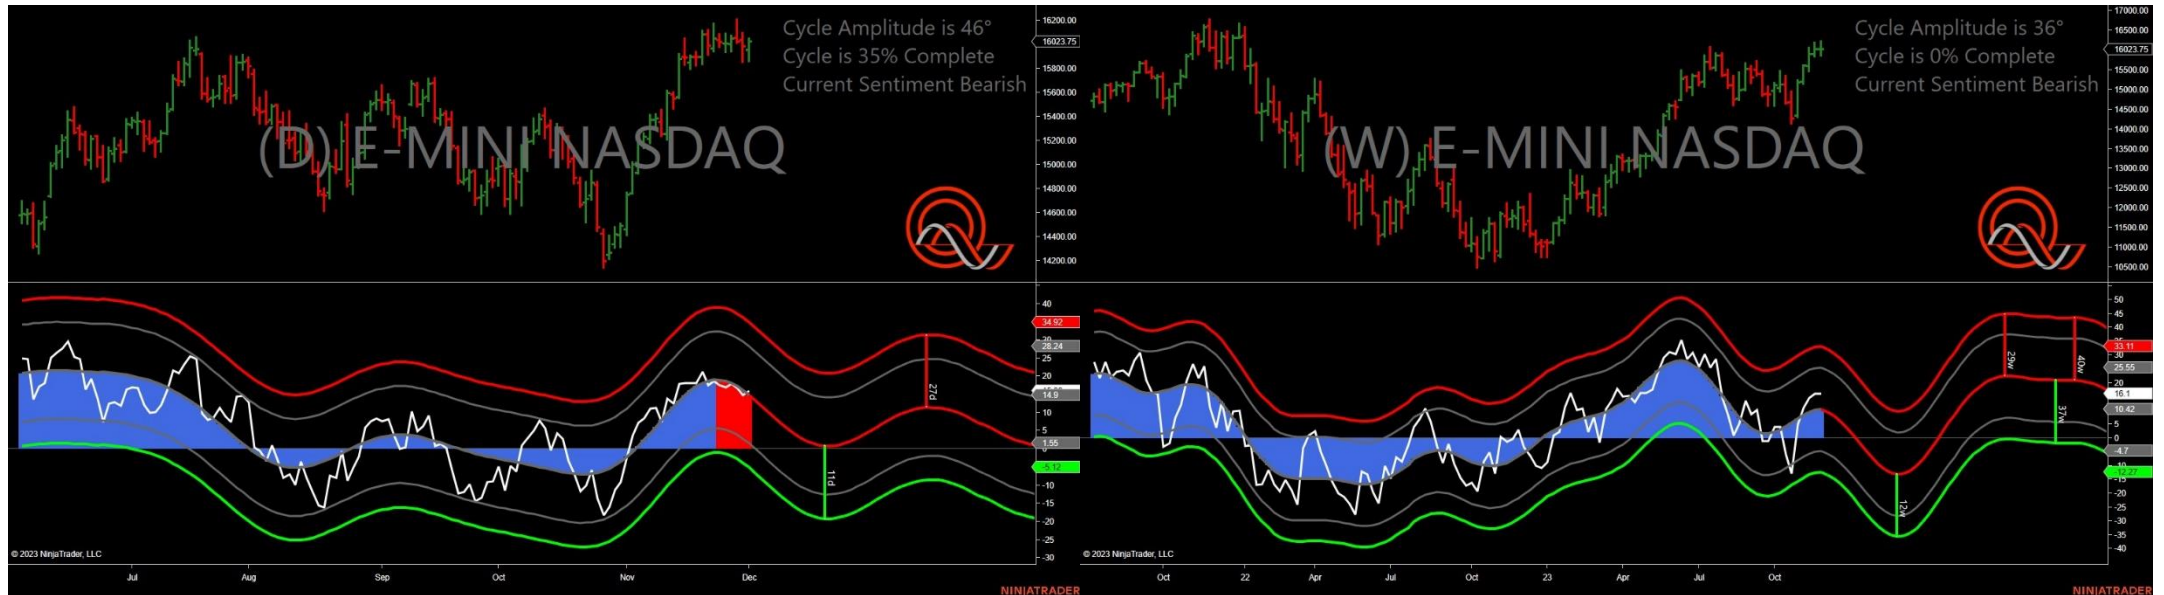 Cycle Amplitude is 46°
Cycle is 35% Complete
Current Sentiment Bearish
(D) E-MINI NASDAQ
16200.00
16023.75
15800.00
15600.00
15400.00
15200.00
15000.00
14800.00
14600.00
14400.00
14200.00
40
34.92
28.24
25
20
14.9
10
5
1.55
-5.12
-10
-15
-20
-25
-30
27d
11d
© 2023 NinjaTrader, LLC
Jul Aug Sep Oct Nov Dec
NINJATRADER
Cycle Amplitude is 36°
Cycle is 0% Complete
Current Sentiment Bearish
(W) E-MINI NASDAQ
17000.00
16500.00
16023.75
15500.00
15000.00
14500.00
14000.00
13500.00
13000.00
12500.00
12000.00
11500.00
11000.00
10500.00
50
45
40
33.11
30
25.55
20
16.1
10.42
5
0
-4.7
-12.27
-15
-20
-25
-30
-35
-40
29w
40w
37w
12w
© 2023 NinjaTrader, LLC
Oct 22 Apr Jul Oct 23 Apr Jul Oct
NINJATRADER